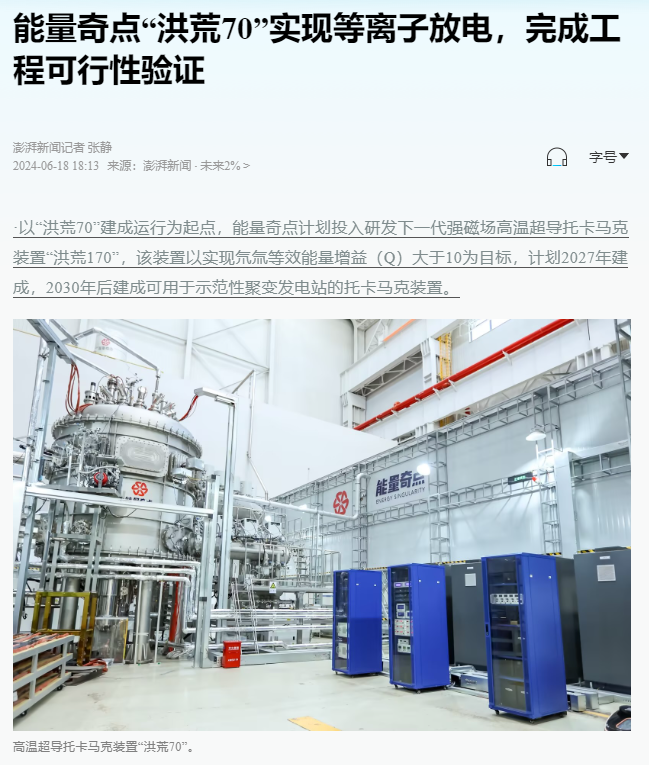 能量奇点“洪荒70”实现等离子放电，完成工
程可行性验证
澎湃新闻记者 张静
2024-06-18 18:13 来源：澎湃新闻 · 未来2% >
字号
·以“洪荒70”建成运行为起点，能量奇点计划投入研发下一代强磁场高温超导托卡马克
装置“洪荒170”，该装置以实现氘氚等效能量增益（Q）大于10为目标，计划2027年建
成，2030年后建成可用于示范性聚变发电站的托卡马克装置。
能量奇点
能量奇点
ENERGY SINGULARITY
高温超导托卡马克装置“洪荒70”。